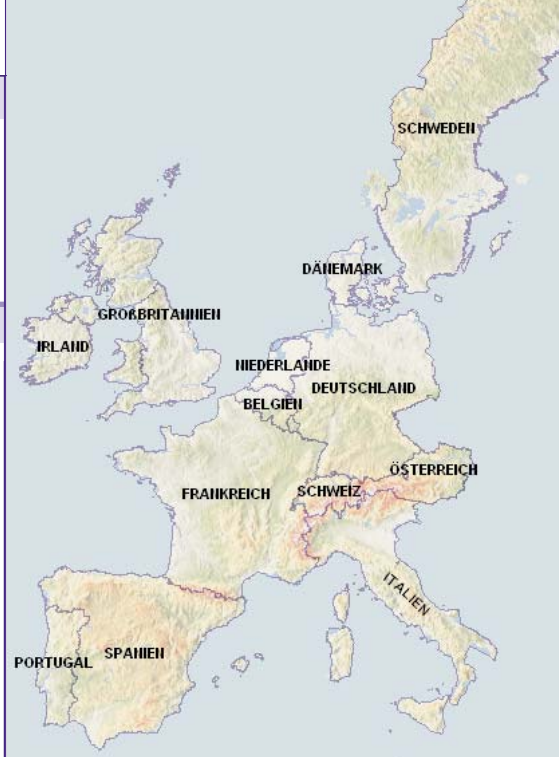 SCHWEDEN
DÄNEMARK
GROßBRITANNIEN
IRLAND
NIEDERLANDE
DEUTSCHLAND
BELGIEN
ÖSTERREICH
FRANKREICH
SCHWEIZ
ITALIEN
SPANIEN
PORTUGAL